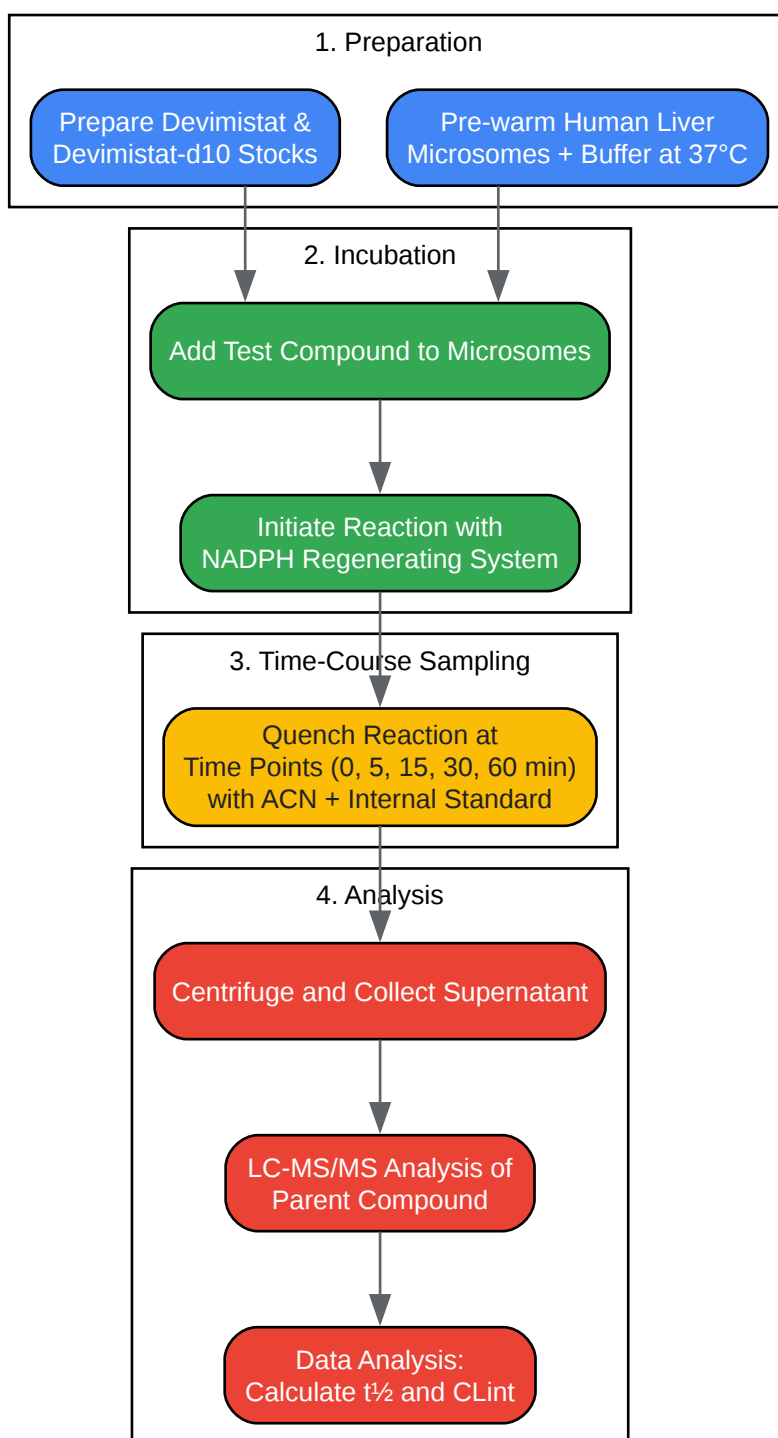 1. Preparation
Prepare Devimistat &
Devimistat-d10 Stocks
Pre-warm Human Liver
Microsomes + Buffer at 37°C
2. Incubation
Add Test Compound to Microsomes
Initiate Reaction with
NADPH Regenerating System
3. Time-Course Sampling
Quench Reaction at
Time Points (0, 5, 15, 30, 60 min)
with ACN + Internal Standard
4. Analysis
Centrifuge and Collect Supernatant
LC-MS/MS Analysis of
Parent Compound
Data Analysis:
Calculate t½ and CLint